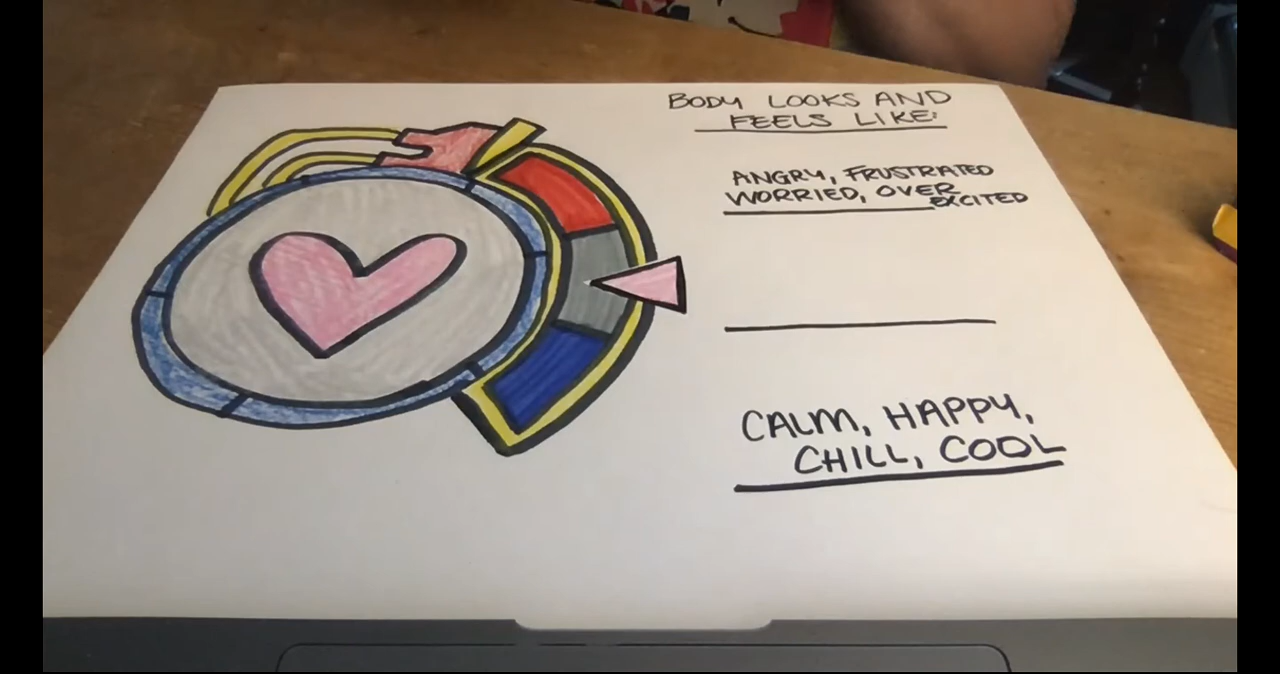 BODY LOOKS AND
FEELS LIKE:
ANGRY, FRUSTRATED
WORRIED, OVER
EXCITED
CALM, HAPPY,
CHILL, COOL